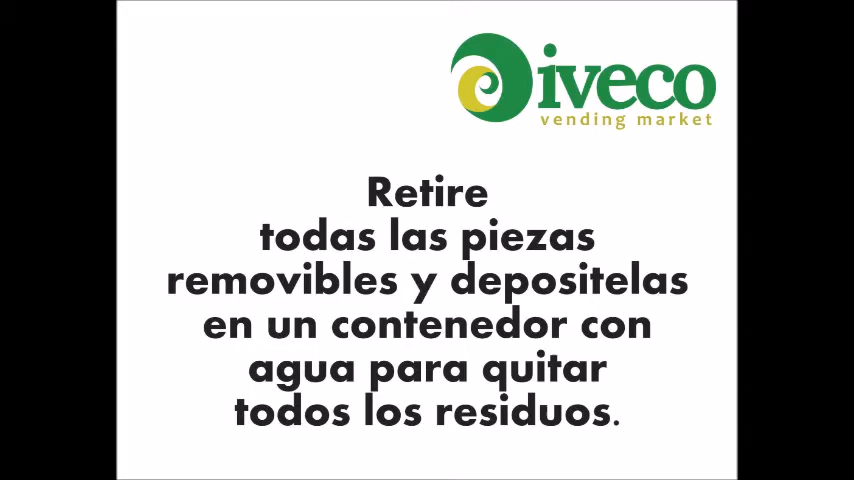 iveco
vending market
Retire
todas las piezas
removibles y depositelas
en un contenedor con
agua para quitar
todos los residuos.